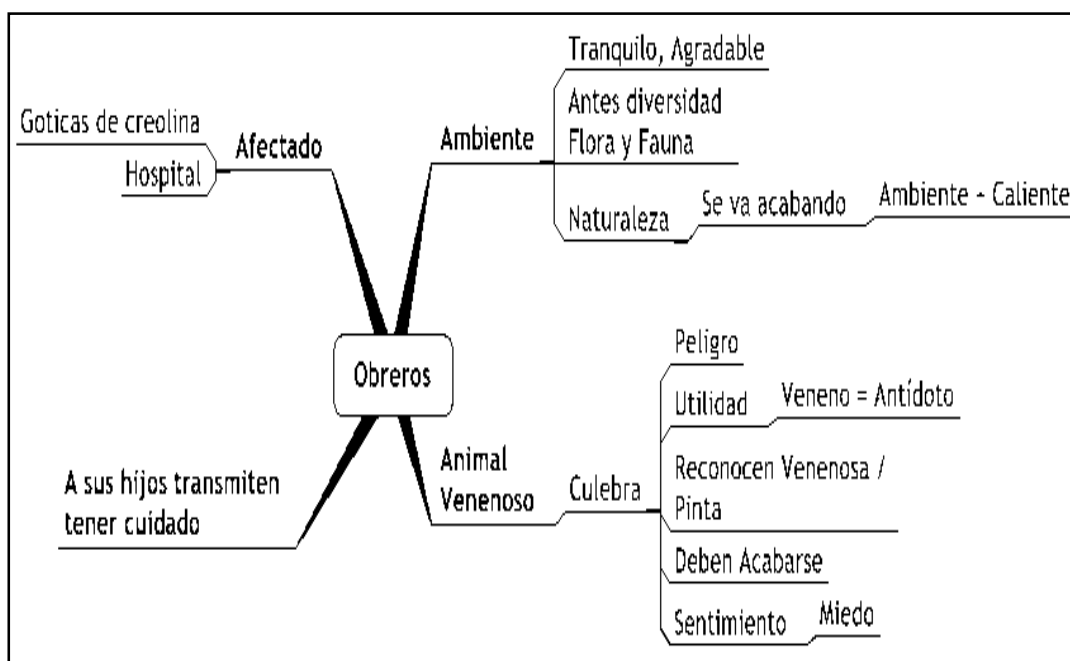 Goticas de creolina
Hospital
Afectado
Ambiente
Tranquilo, Agradable
Antes diversidad
Flora y Fauna
Naturaleza
Se va acabando
Ambiente + Caliente
Obreros
A sus hijos transmiten
tener cuidado
Animal
Venenoso
Culebra
Peligro
Utilidad
Veneno = Antídoto
Reconocen Venenosa /
Pinta
Deben Acabarse
Sentimiento
Miedo